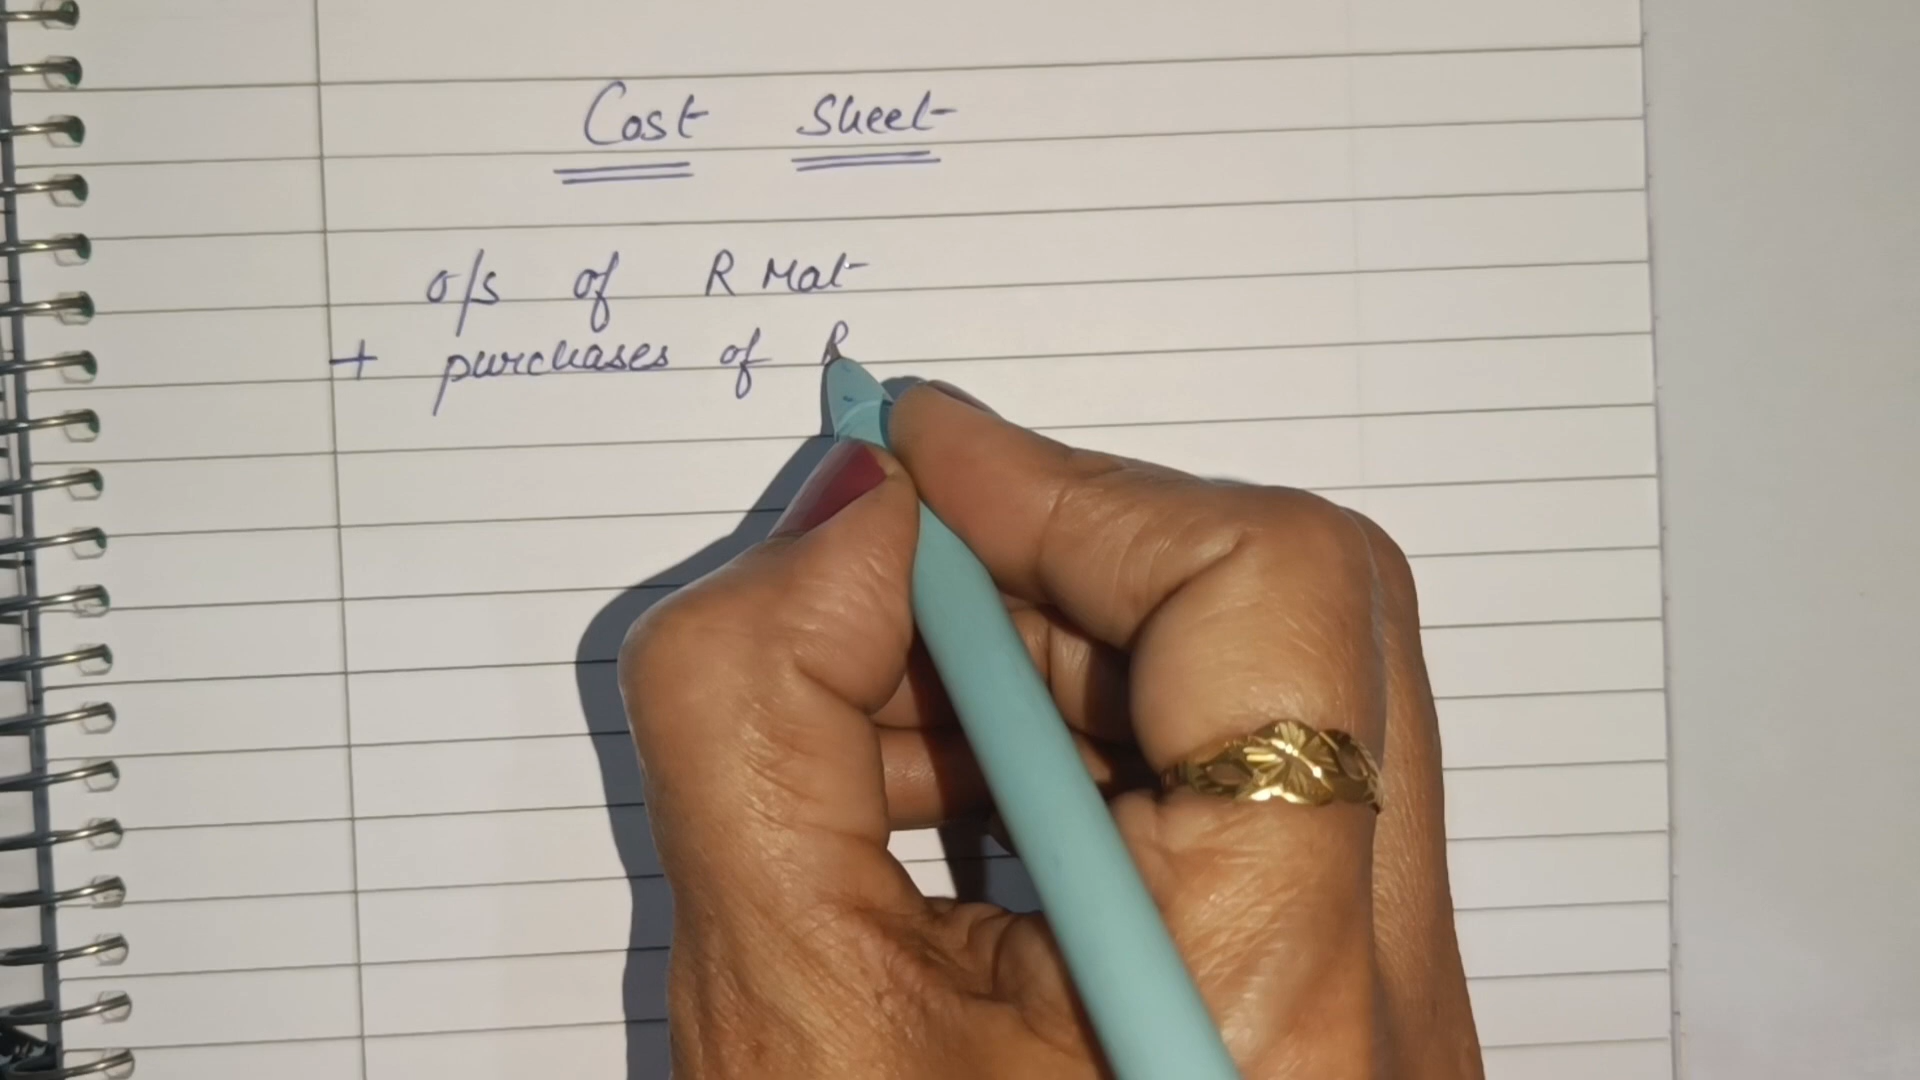 Cost Sheet
o/s of R Mat
+ purchases of R